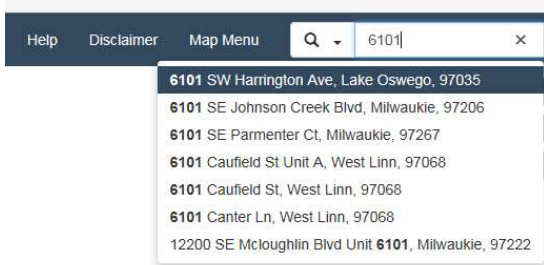 Help Disclaimer Map Menu 6101 ×
6101 SW Harrington Ave, Lake Oswego, 97035
6101 SE Johnson Creek Blvd, Milwaukie, 97206
6101 SE Parmenter Ct, Milwaukie, 97267
6101 Caufield St Unit A, West Linn, 97068
6101 Caufield St, West Linn, 97068
6101 Canter Ln, West Linn, 97068
12200 SE Mcloughlin Blvd Unit 6101, Milwaukie, 97222